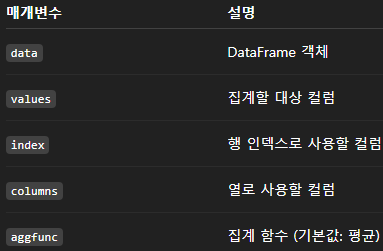 매개변수 설명
data DataFrame 객체
values 집계할 대상 컬럼
index 행 인덱스로 사용할 컬럼
columns 열로 사용할 컬럼
aggfunc 집계 함수 (기본값: 평균)